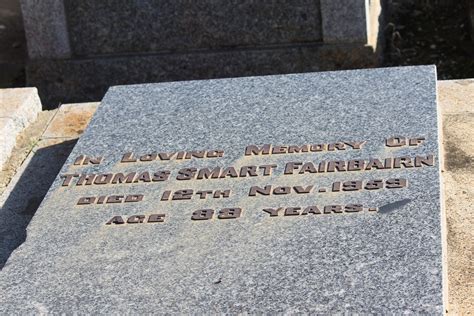 In Loving Memory Of
Thomas Smart Fairbairn
Died 12th Nov. 1959
Age 88 Years.